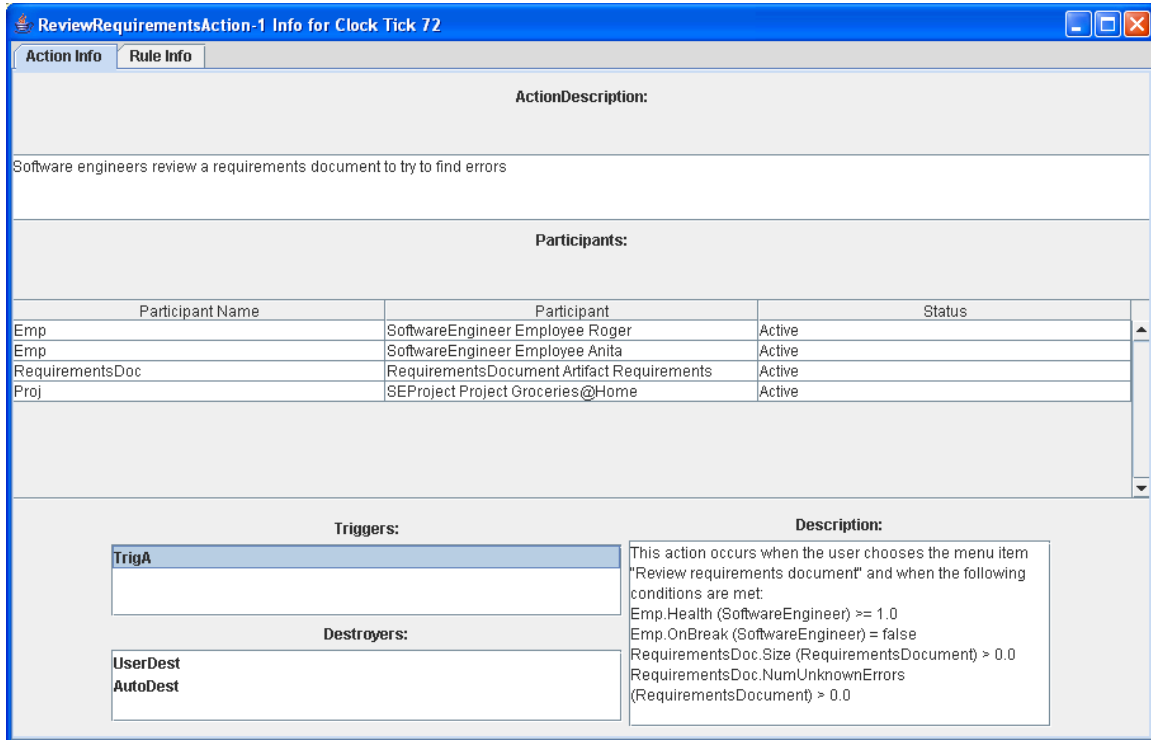 ReviewRequirementsAction-1 Info for Clock Tick 72
Action Info Rule Info
ActionDescription:
Software engineers review a requirements document to try to find errors
Participants:
Participant Name Participant Status
Emp SoftwareEngineer Employee Roger Active
Emp SoftwareEngineer Employee Anita Active
RequirementsDoc RequirementsDocument Artifact Requirements Active
Proj SEProject Project Groceries@Home Active
Triggers:
TrigA
Destroyers:
UserDest
AutoDest
Description:
This action occurs when the user chooses the menu item
"Review requirements document" and when the following
conditions are met:
Emp.Health (SoftwareEngineer) >= 1.0
Emp.OnBreak (SoftwareEngineer) = false
RequirementsDoc.Size (RequirementsDocument) > 0.0
RequirementsDoc.NumUnknownErrors
(RequirementsDocument) > 0.0